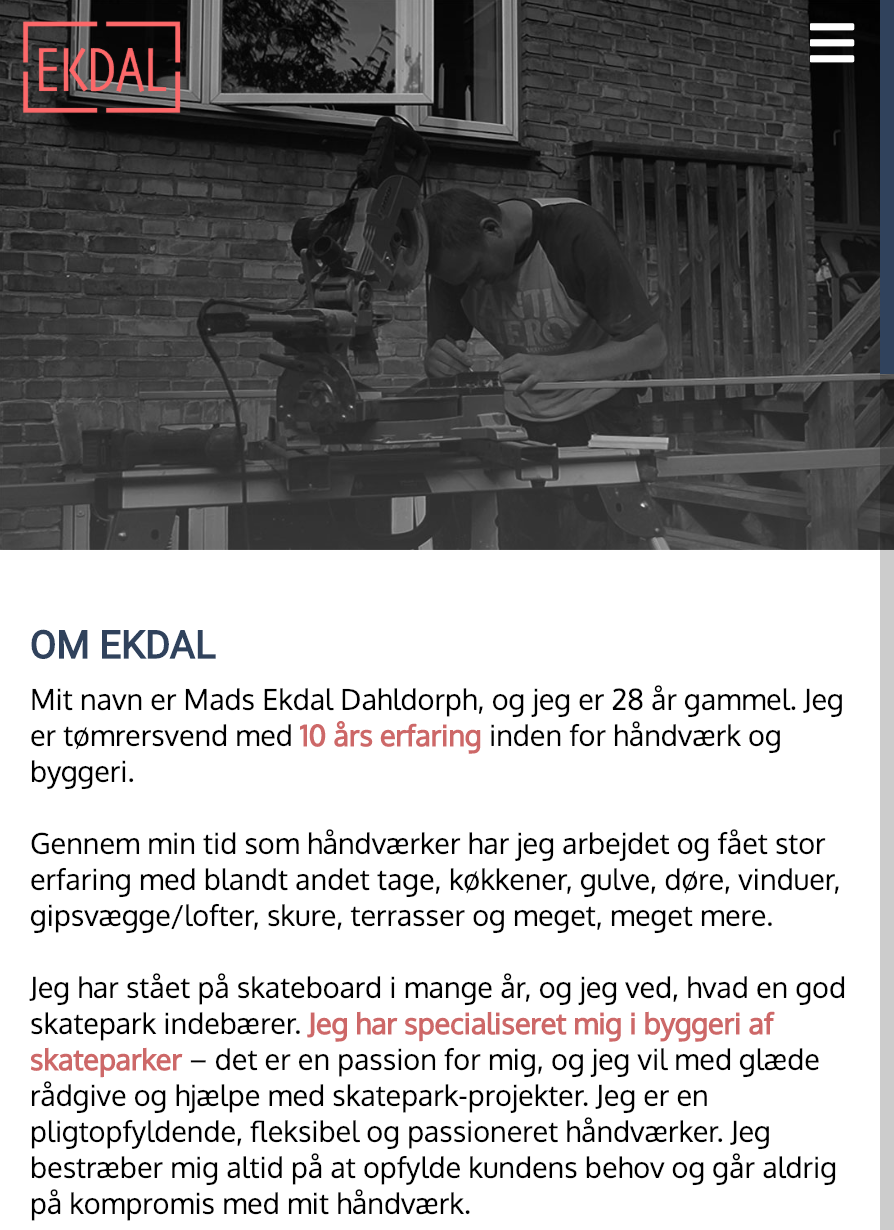 EKDAL
ANTI
HERO
OM EKDAL
Mit navn er Mads Ekdal Dahldorph, og jeg er 28 år gammel. Jeg
er tømrersvend med 10 års erfaring inden for håndværk og
byggeri.
Gennem min tid som håndværker har jeg arbejdet og fået stor
erfaring med blandt andet tage, køkkener, gulve, døre, vinduer,
gipsvægge/lofter, skure, terrasser og meget, meget mere.
Jeg har stået på skateboard i mange år, og jeg ved, hvad en god
skatepark indebærer. Jeg har specialiseret mig i byggeri af
skateparker – det er en passion for mig, og jeg vil med glæde
rådgive og hjælpe med skatepark-projekter. Jeg er en
pligtopfyldende, fleksibel og passioneret håndværker. Jeg
bestræber mig altid på at opfylde kundens behov og går aldrig
på kompromis med mit håndværk.